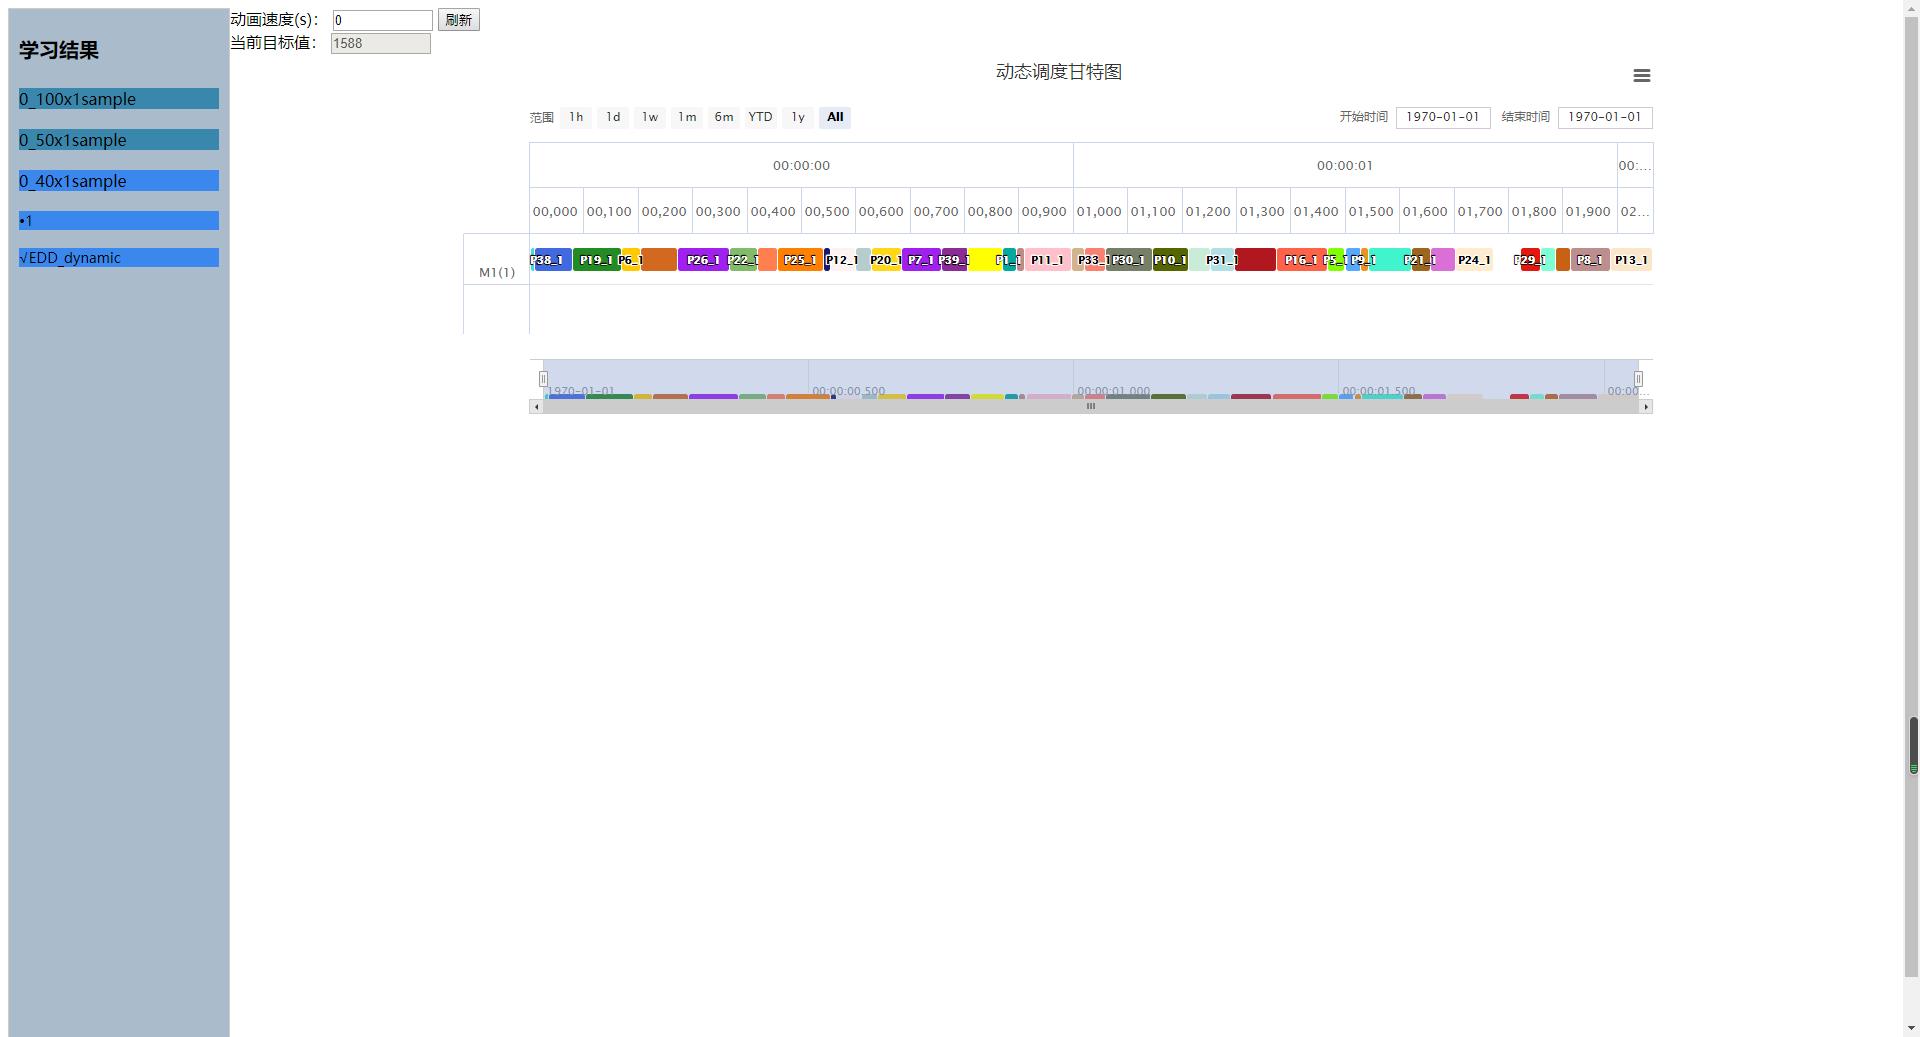 学习结果
0_100x1sample
0_50x1sample
0_40x1sample
•1
√EDD_dynamic
动画速度(s)： 0 刷新
当前目标值： 1588
动态调度甘特图
范围 1h 1d 1w 1m 6m YTD 1y All 开始时间 1970-01-01 结束时间 1970-01-01
00:00:00 00:00:01 00:…
00,000 00,100 00,200 00,300 00,400 00,500 00,600 00,700 00,800 00,900 01,000 01,100 01,200 01,300 01,400 01,500 01,600 01,700 01,800 01,900 02…
M1(1) P38_1 P19_1 P6_1 P26_1 P22_1 P25_1 P12_1 P20_1 P7_1 P39_1 P1_1 P11_1 P33_1 P30_1 P10_1 P31_1 P16_1 P5_1 P9_1 P21_1 P24_1 P29_1 P8_1 P13_1
1970-01-01 00:00:00.500 00:00:01.000 00:00:01.500 00:00…